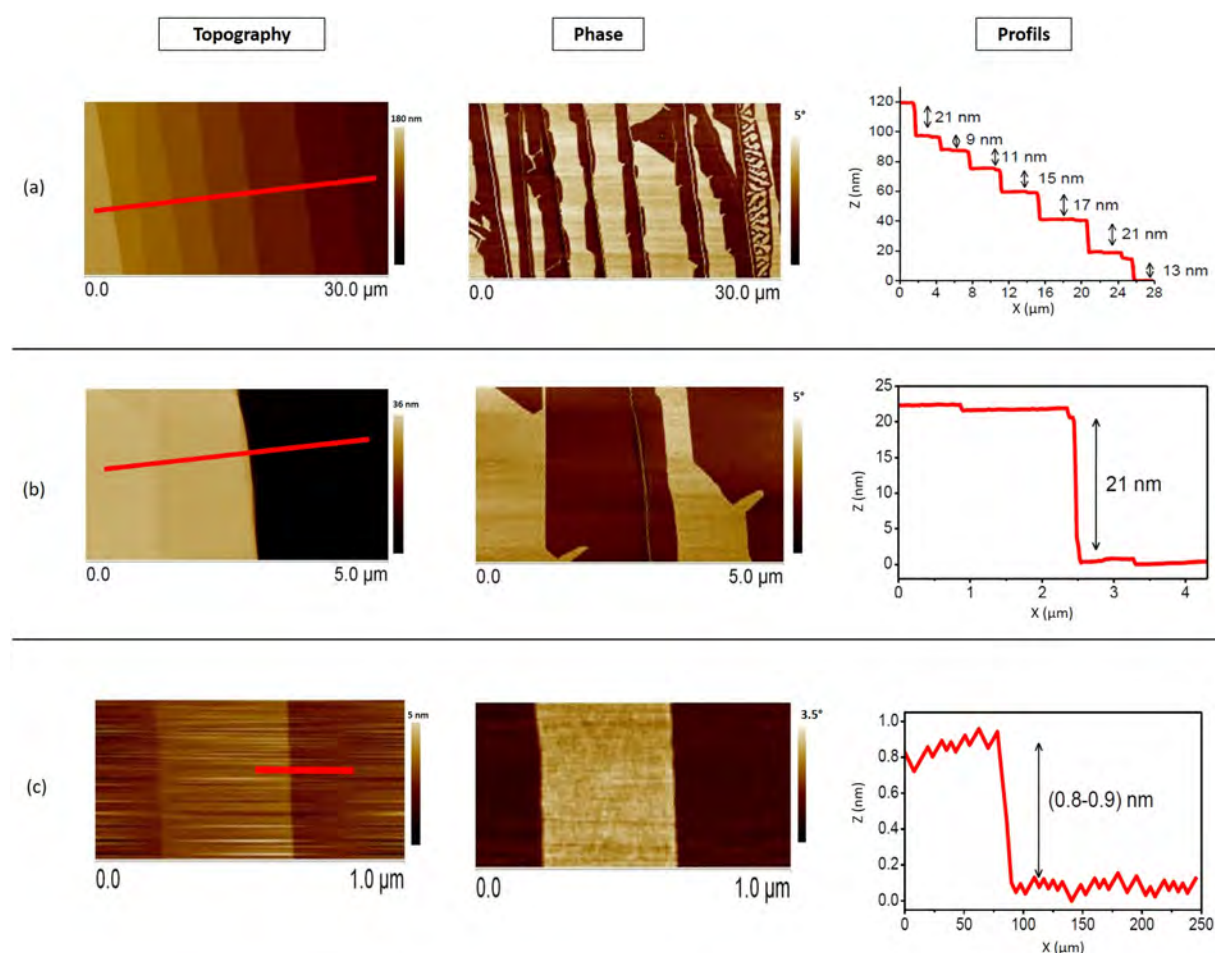 Topography Phase Profils
(a)
180 nm
0.0 30.0 µm
5°
0.0 30.0 µm
120
100
80
60
40
20
0
Z (nm)
21 nm
9 nm
11 nm
15 nm
17 nm
21 nm
13 nm
0 4 8 12 16 20 24 28
X (µm)
(b)
36 nm
0.0 5.0 µm
5°
0.0 5.0 µm
25
20
15
10
5
0
Z (nm)
21 nm
0 1 2 3 4
X (µm)
(c)
5 nm
0.0 1.0 µm
3.5°
0.0 1.0 µm
1.0
0.8
0.6
0.4
0.2
0.0
Z (nm)
(0.8-0.9) nm
0 50 100 150 200 250
X (µm)